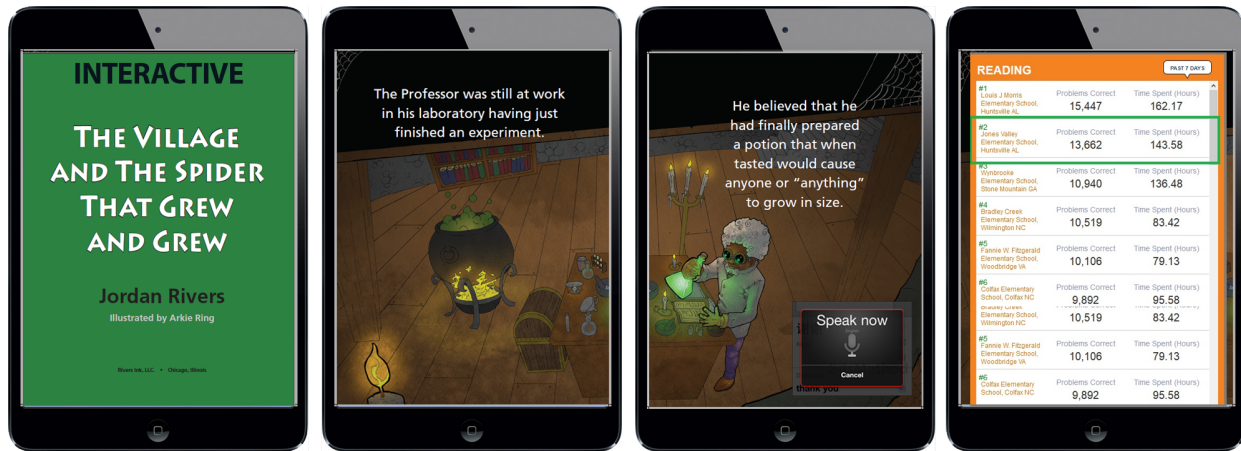 INTERACTIVE
THE VILLAGE
AND THE SPIDER
THAT GREW
AND GREW
Jordan Rivers
Illustrated by Arkie Ring
Rivers Ink, LLC. • Chicago, Illinois
The Professor was still at work
in his laboratory having just
finished an experiment.
He believed that he
had finally prepared
a potion that when
tasted would cause
anyone or “anything”
to grow in size.
Speak now
Cancel
thank you
READING
PAST 7 DAYS
#1
Louis J Morris
Elementary School,
Huntsville AL
Problems Correct
15,447
Time Spent (Hours)
162.17
#2
Jones Valley
Elementary School,
Huntsville AL
Problems Correct
13,662
Time Spent (Hours)
143.58
#3
Wynbrooke
Elementary School,
Stone Mountain GA
Problems Correct
10,940
Time Spent (Hours)
136.48
#4
Bradley Creek
Elementary School,
Wilmington NC
Problems Correct
10,519
Time Spent (Hours)
83.42
#5
Fannie W. Fitzgerald
Elementary School,
Woodbridge VA
Problems Correct
10,106
Time Spent (Hours)
79.13
#6
Colfax Elementary
School, Colfax NC
Problems Correct
9,892
Time Spent (Hours)
95.58
Bradley Creek
Elementary School,
Wilmington NC
10,519
83.42
#5
Fannie W. Fitzgerald
Elementary School,
Woodbridge VA
Problems Correct
10,106
Time Spent (Hours)
79.13
#6
Colfax Elementary
School, Colfax NC
Problems Correct
9,892
Time Spent (Hours)
95.58